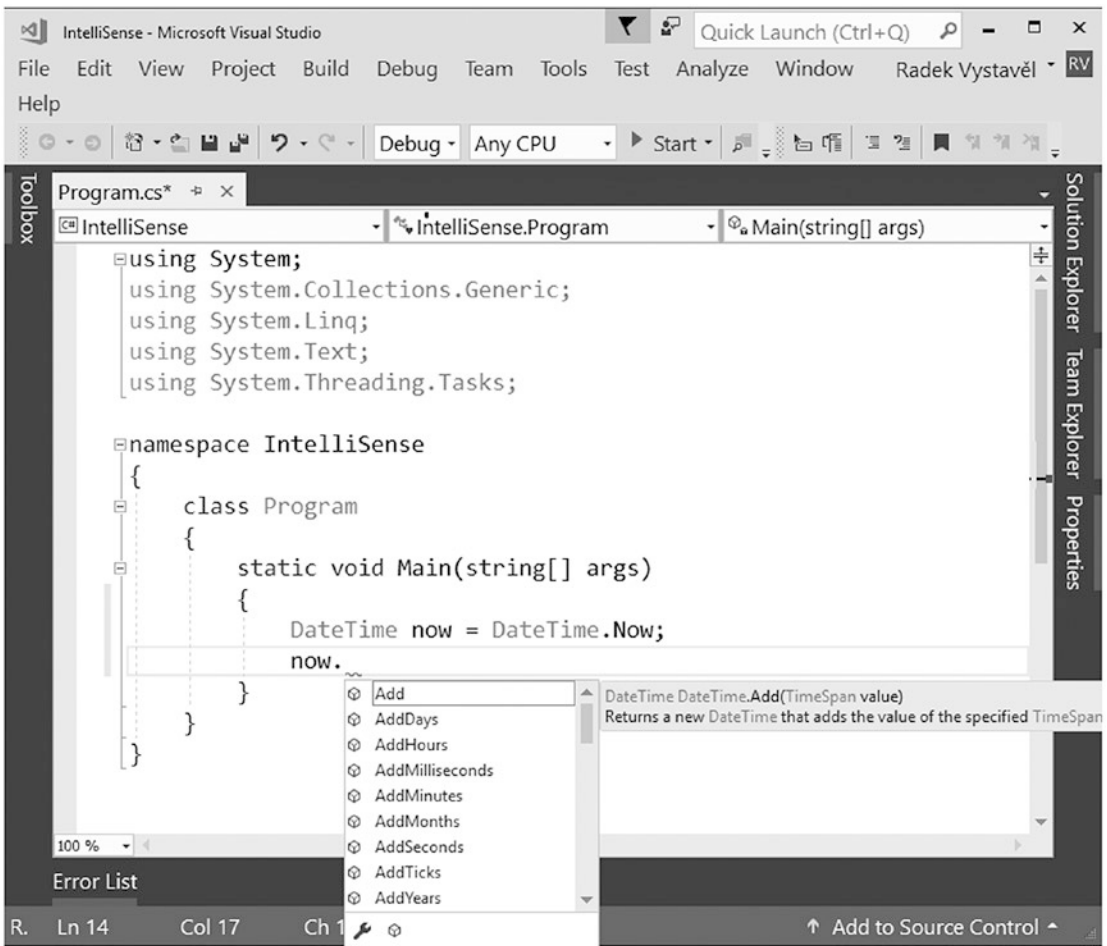 IntelliSense - Microsoft Visual Studio
Quick Launch (Ctrl+Q)
File Edit View Project Build Debug Team Tools Test Analyze Window Radek Vystavěl RV
Help
Debug Any CPU Start
Toolbox
Program.cs*
C# IntelliSense IntelliSense.Program Main(string[] args)
using System;
using System.Collections.Generic;
using System.Linq;
using System.Text;
using System.Threading.Tasks;
namespace IntelliSense
{
class Program
{
static void Main(string[] args)
{
DateTime now = DateTime.Now;
now.
}
}
}
Add
AddDays
AddHours
AddMilliseconds
AddMinutes
AddMonths
AddSeconds
AddTicks
AddYears
DateTime DateTime.Add(TimeSpan value)
Returns a new DateTime that adds the value of the specified TimeSpan
Solution Explorer
Team Explorer
Properties
100 %
Error List
R. Ln 14 Col 17 Ch 1 Add to Source Control